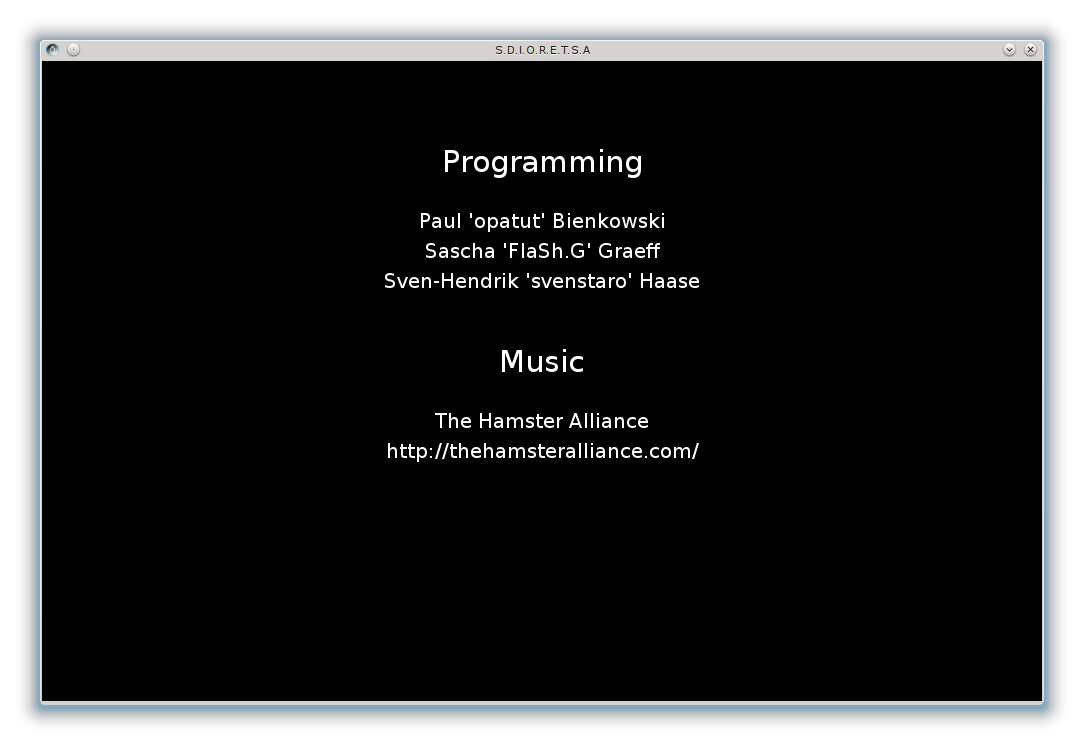 S.D.I.O.R.E.T.S.A
Programming
Paul 'opatut' Bienkowski
Sascha 'FlaSh.G' Graeff
Sven-Hendrik 'svenstaro' Haase
Music
The Hamster Alliance
http://thehamsteralliance.com/